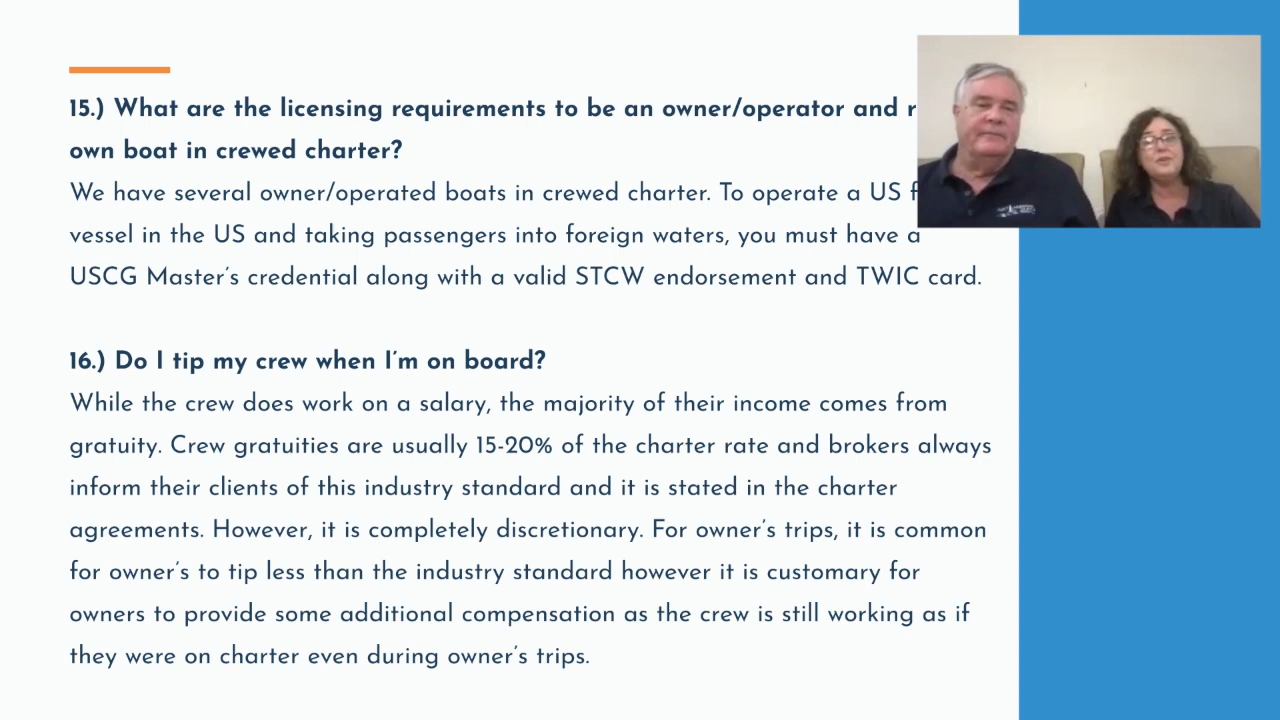 15.) What are the licensing requirements to be an owner/operator and
own boat in crewed charter?
We have several owner/operated boats in crewed charter. To operate a US
vessel in the US and taking passengers into foreign waters, you must have a
USCG Master's credential along with a valid STCW endorsement and TWIC card.
16.) Do I tip my crew when I'm on board?
While the crew does work on a salary, the majority of their income comes from
gratuity. Crew gratuities are usually 15-20% of the charter rate and brokers always
inform their clients of this industry standard and it is stated in the charter
agreements. However, it is completely discretionary. For owner's trips, it is common
for owner's to tip less than the industry standard however it is customary for
owners to provide some additional compensation as the crew is still working as if
they were on charter even during owner's trips.